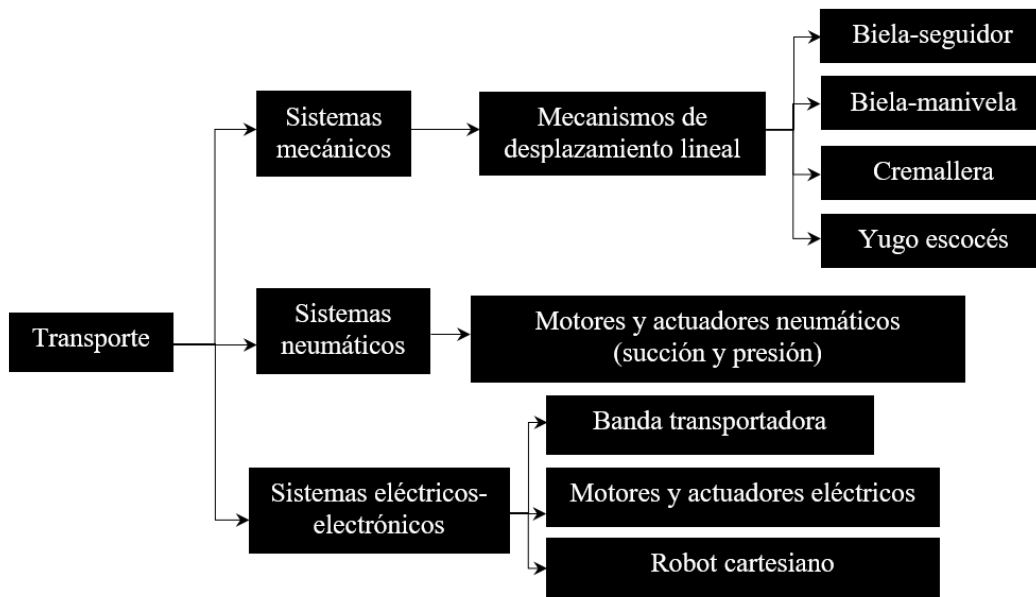 Transporte
Sistemas
mecánicos
Mecanismos de
desplazamiento lineal
Biela-seguidor
Biela-manivela
Cremallera
Yugo escocés
Sistemas
neumáticos
Motores y actuadores neumáticos
(succión y presión)
Sistemas eléctricos-
electrónicos
Banda transportadora
Motores y actuadores eléctricos
Robot cartesiano